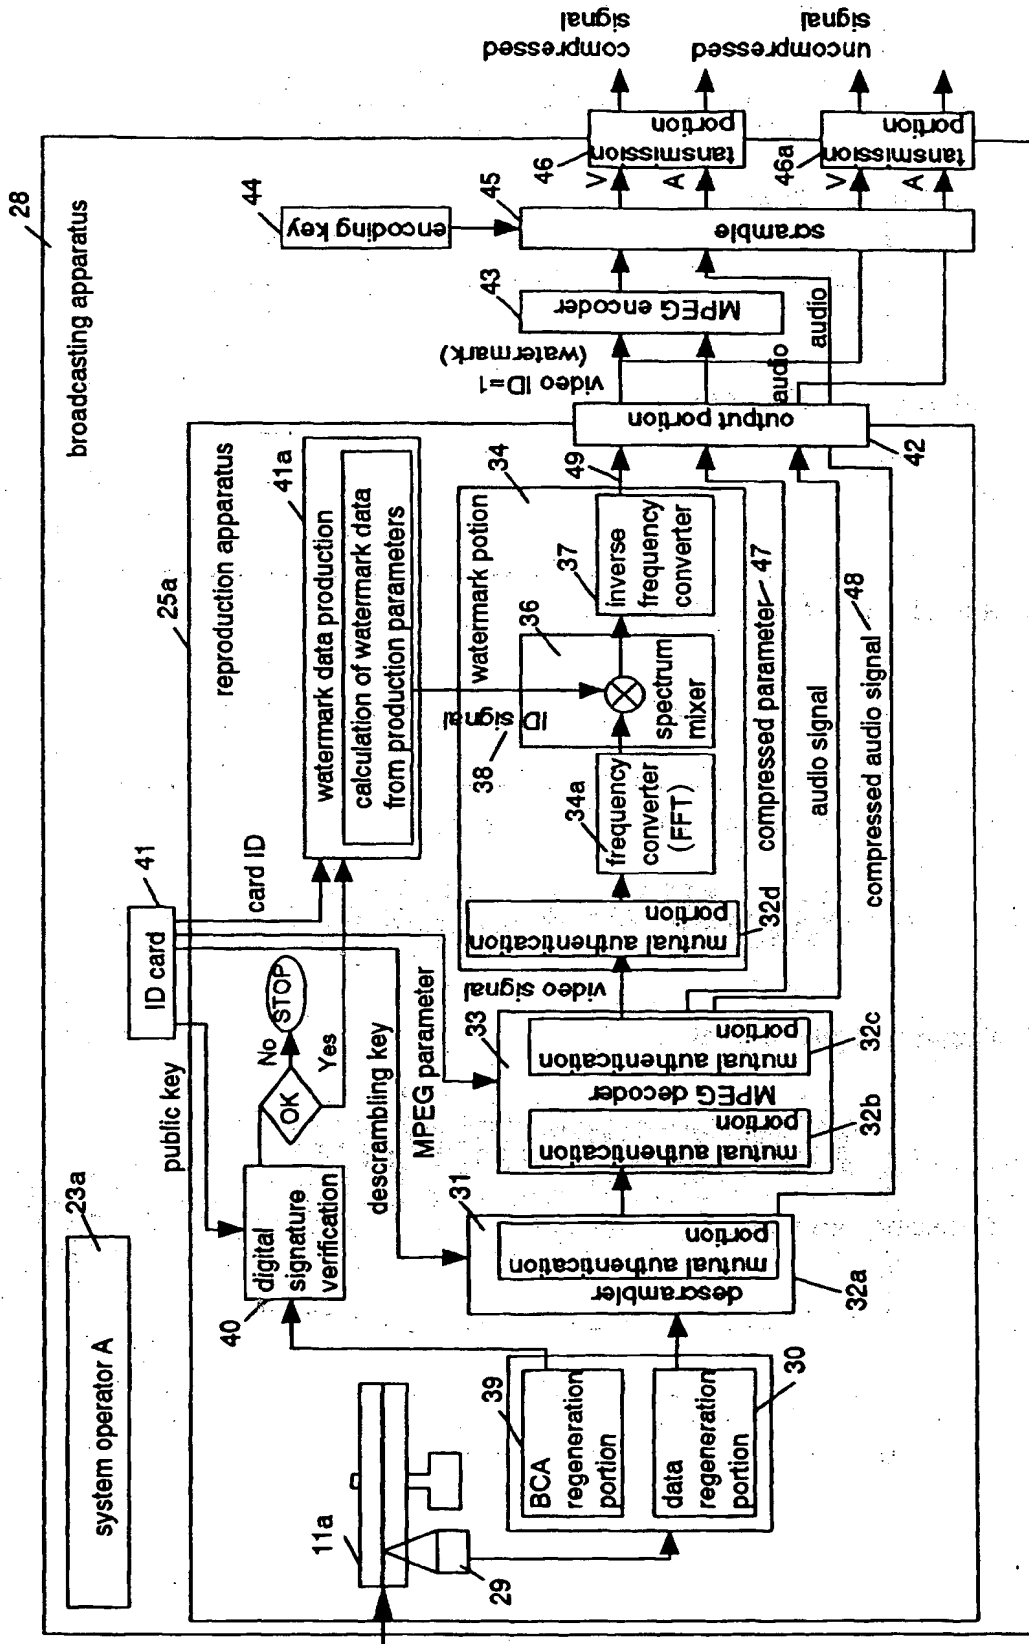 28
broadcasting apparatus
system operator A
23a
25a
reproduction apparatus
ID card
41
public key
card ID
descrambling key
MPEG parameter
digital
signature
verification
40
OK
No
Yes
STOP
watermark data production
41a
calculation of watermark data
from production parameters
11a
29
BCA
regeneration
portion
39
data
regeneration
portion
30
descrambler
31
mutual authentication
portion
32a
MPEG decoder
33
mutual authentication
portion
32b
mutual authentication
portion
32c
video signal
watermark potion
34
mutual authentication
portion
32d
frequency
converter
(FFT)
34a
ID signal
38
spectrum
mixer
36
inverse
frequency
converter
37
49
compressed parameter
47
audio signal
compressed audio signal
48
output portion
42
video ID=1
(watermark)
audio
audio
MPEG encoder
43
encoding key
44
scramble
45
V
A
tansmission
portion
46
V
A
tansmission
portion
46a
compressed
signal
uncompressed
signal